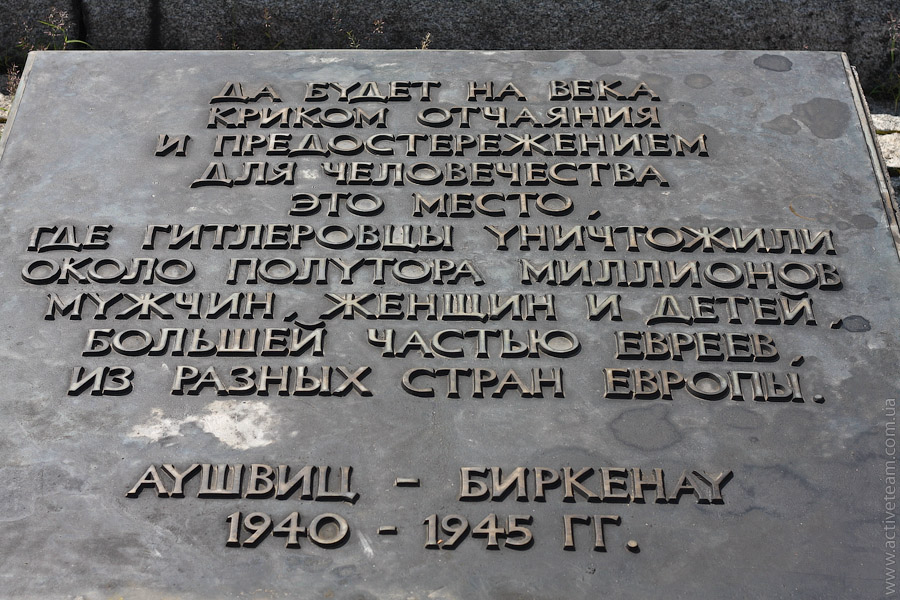 ДА БУДЕТ НА ВЕКА
КРИКОМ ОТЧАЯНИЯ
И ПРЕДОСТЕРЕЖЕНИЕМ
ДЛЯ ЧЕЛОВЕЧЕСТВА
ЭТО МЕСТО,
ГДЕ ГИТЛЕРОВЦЫ УНИЧТОЖИЛИ
ОКОЛО ПОЛУТОРА МИЛЛИОНОВ
МУЖЧИН, ЖЕНЩИН И ДЕТЕЙ,
БОЛЬШЕЙ ЧАСТЬЮ ЕВРЕЕВ,
ИЗ РАЗНЫХ СТРАН ЕВРОПЫ.
АУШВИЦ - БИРКЕНАУ
1940 - 1945 ГГ.
www.activeteam.com.ua